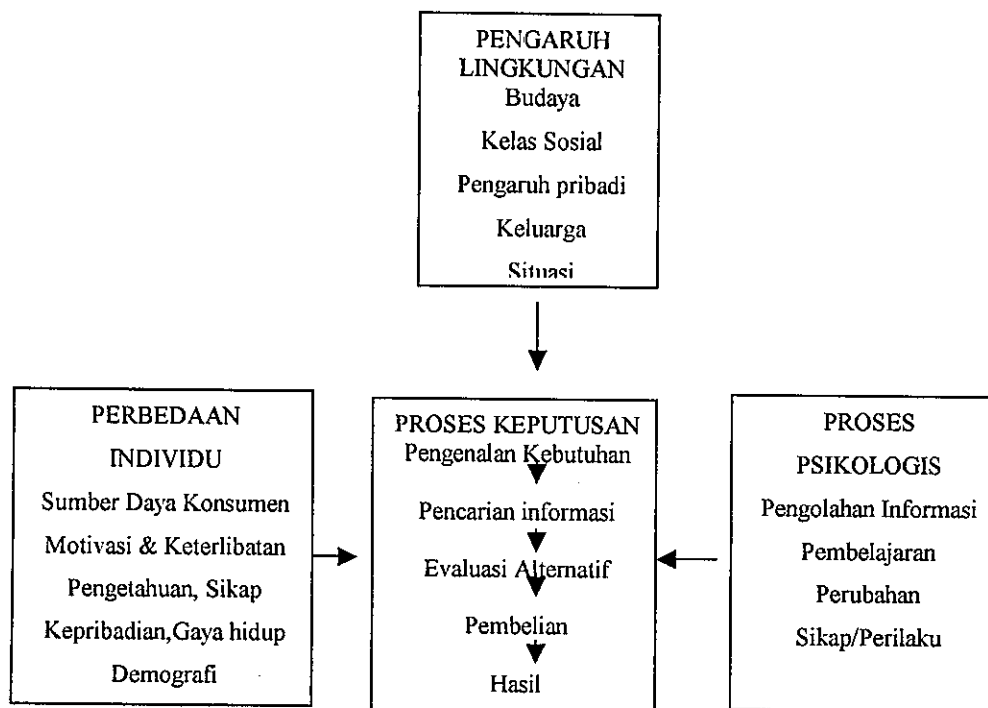 PENGARUH
LINGKUNGAN
Budaya
Kelas Sosial
Pengaruh pribadi
Keluarga
Situasi
PERBEDAAN
INDIVIDU
Sumber Daya Konsumen
Motivasi & Keterlibatan
Pengetahuan, Sikap
Kepribadian,Gaya hidup
Demografi
PROSES KEPUTUSAN
Pengenalan Kebutuhan
Pencarian informasi
Evaluasi Alternatif
Pembelian
Hasil
PROSES
PSIKOLOGIS
Pengolahan Informasi
Pembelajaran
Perubahan
Sikap/Perilaku